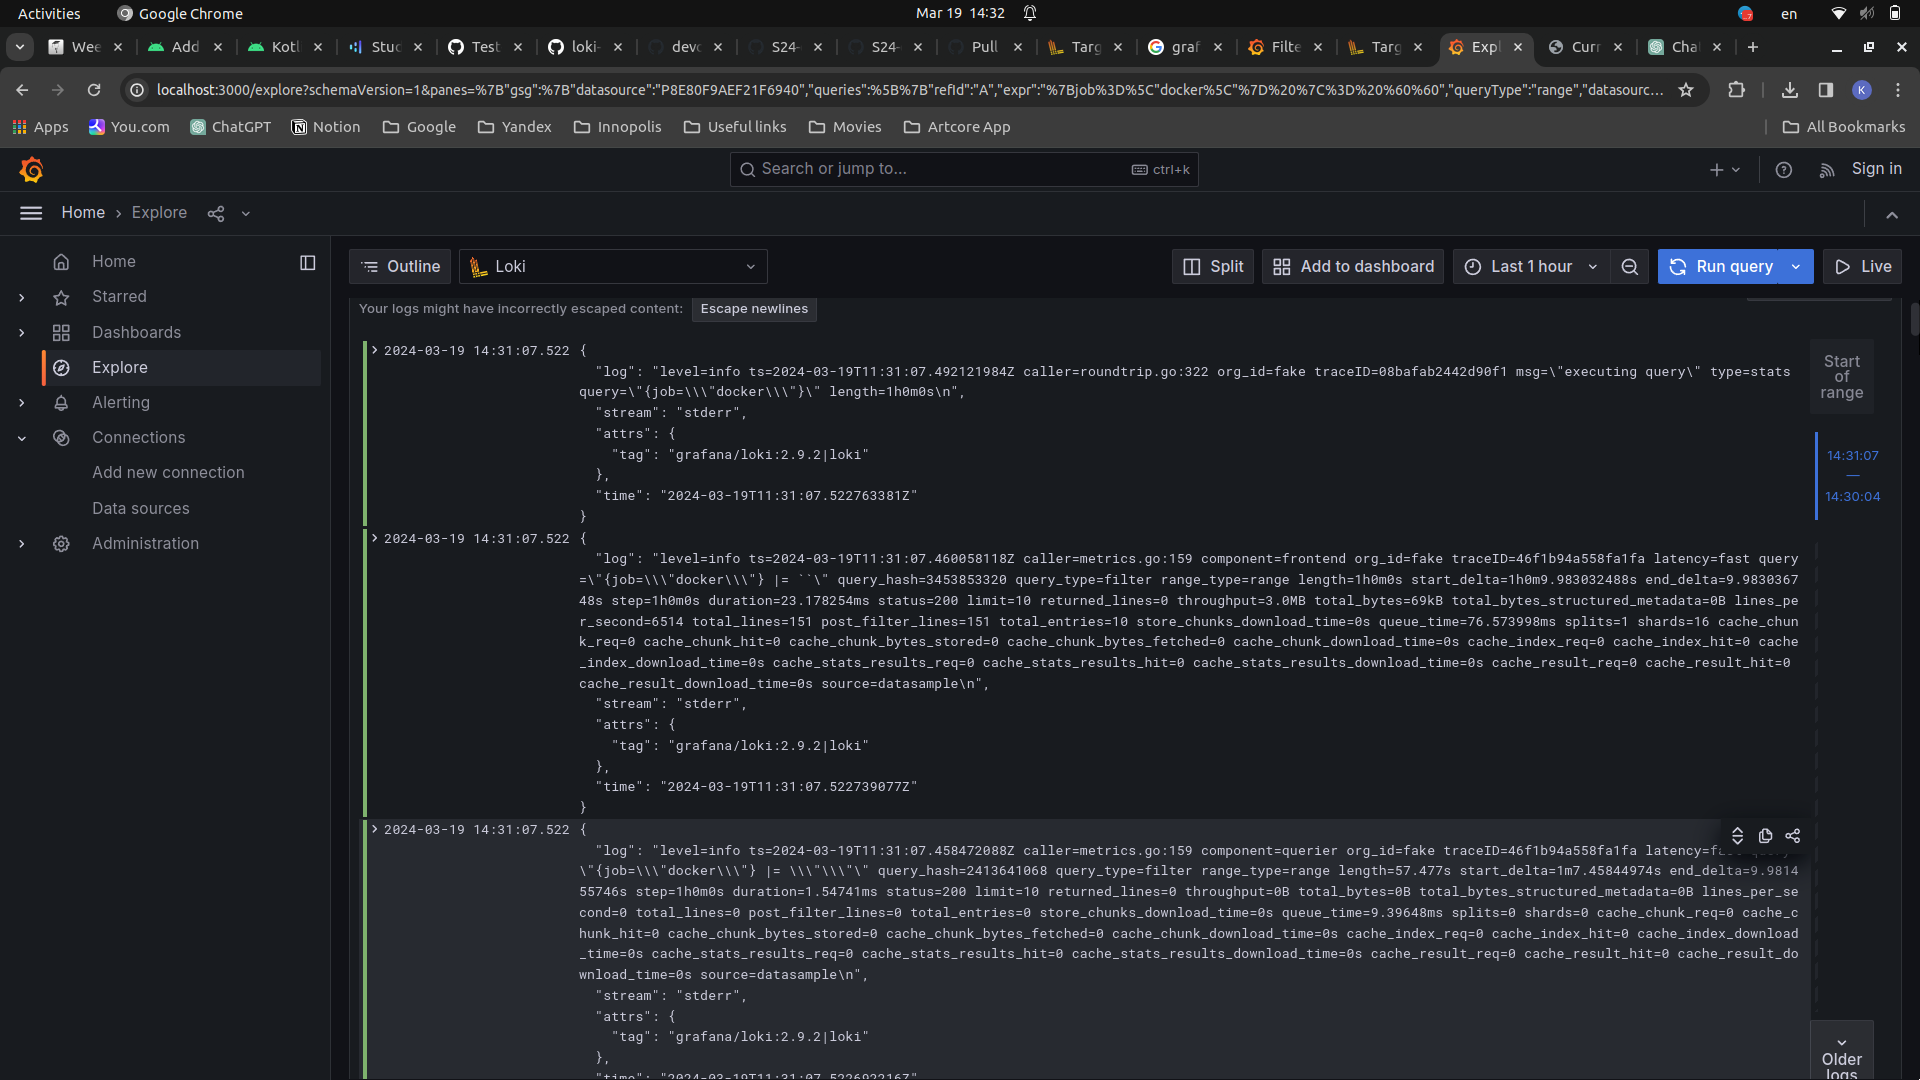 Activities
Google Chrome
Mar 19 14:32
en
Wee
Add
Kotl
Stud
Test
loki-
devo
S24-
S24-
Pull
Targ
graf
Filte
Targ
Expl
Curr
Cha
localhost:3000/explore?schemaVersion=1&panes=%7B"gsg":%7B"datasource":"P8E80F9AEF21F6940","queries":%5B%7B"refId":"A","expr":"%7Bjob%3D%5C"docker%5C"%7D%20%7C%3D%20%60%60","queryType":"range","datasourc...
K
Apps
You.com
ChatGPT
Notion
Google
Yandex
Innopolis
Useful links
Movies
Artcore App
All Bookmarks
Search or jump to...
ctrl+k
Sign in
Home › Explore
Home
Starred
Dashboards
Explore
Alerting
Connections
Add new connection
Data sources
Administration
Outline
Loki
Split
Add to dashboard
Last 1 hour
Run query
Live
Your logs might have incorrectly escaped content:
Escape newlines
2024-03-19 14:31:07.522 {
"log": "level=info ts=2024-03-19T11:31:07.492121984Z caller=roundtrip.go:322 org_id=fake traceID=08bafab2442d90f1 msg=\"executing query\" type=stats
query=\"{job=\\\"docker\\\"}\" length=1h0m0s\n",
"stream": "stderr",
"attrs": {
"tag": "grafana/loki:2.9.2|loki"
},
"time": "2024-03-19T11:31:07.522763381Z"
}
2024-03-19 14:31:07.522 {
"log": "level=info ts=2024-03-19T11:31:07.460058118Z caller=metrics.go:159 component=frontend org_id=fake traceID=46f1b94a558fa1fa latency=fast query
=\"{job=\\\"docker\\\"} |= ``\" query_hash=3453853320 query_type=filter range_type=range length=1h0m0s start_delta=1h0m9.983032488s end_delta=9.9830367
48s step=1h0m0s duration=23.178254ms status=200 limit=10 returned_lines=0 throughput=3.0MB total_bytes=69kB total_bytes_structured_metadata=0B lines_pe
r_second=6514 total_lines=151 post_filter_lines=151 total_entries=10 store_chunks_download_time=0s queue_time=76.573998ms splits=1 shards=16 cache_chun
k_req=0 cache_chunk_hit=0 cache_chunk_bytes_stored=0 cache_chunk_bytes_fetched=0 cache_chunk_download_time=0s cache_index_req=0 cache_index_hit=0 cache
_index_download_time=0s cache_stats_results_req=0 cache_stats_results_hit=0 cache_stats_results_download_time=0s cache_result_req=0 cache_result_hit=0
cache_result_download_time=0s source=datasample\n",
"stream": "stderr",
"attrs": {
"tag": "grafana/loki:2.9.2|loki"
},
"time": "2024-03-19T11:31:07.522739077Z"
}
2024-03-19 14:31:07.522 {
"log": "level=info ts=2024-03-19T11:31:07.458472088Z caller=metrics.go:159 component=querier org_id=fake traceID=46f1b94a558fa1fa
\"{job=\\\"docker\\\"} |= \\\"\\\"\" query_hash=2413641068 query_type=filter range_type=range length=57.477s start_delta=1m7.45844974s end_delta=9.9814
55746s step=1h0m0s duration=1.54741ms status=200 limit=10 returned_lines=0 throughput=0B total_bytes=0B total_bytes_structured_metadata=0B lines_per_se
cond=0 total_lines=0 post_filter_lines=0 total_entries=0 store_chunks_download_time=0s queue_time=9.39648ms splits=0 shards=0 cache_chunk_req=0 cache_c
hunk_hit=0 cache_chunk_bytes_stored=0 cache_chunk_bytes_fetched=0 cache_chunk_download_time=0s cache_index_req=0 cache_index_hit=0 cache_index_download
_time=0s cache_stats_results_req=0 cache_stats_results_hit=0 cache_stats_results_download_time=0s cache_result_req=0 cache_result_hit=0 cache_result_do
wnload_time=0s source=datasample\n",
"stream": "stderr",
"attrs": {
"tag": "grafana/loki:2.9.2|loki"
},
Start
of
range
14:31:07
—
14:30:04
Older
logs